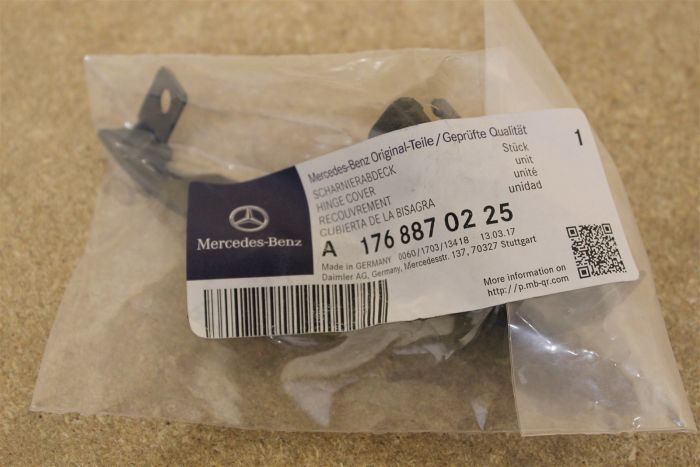 Mercedes-Benz Original-Teile / Geprüfte Qualität
SCHARNIERABDECK
HINGE COVER
RECOUVREMENT
CUBIERTA DE LA BISAGRA
Stück
unit
unité
unidad
1
Mercedes-Benz
A 176 887 02 25
Made in GERMANY 0060/1703/13418 13.03.17
Daimler AG, Germany, Mercedesstr. 137, 70327 Stuttgart
More information on
http://p.mb-qr.com